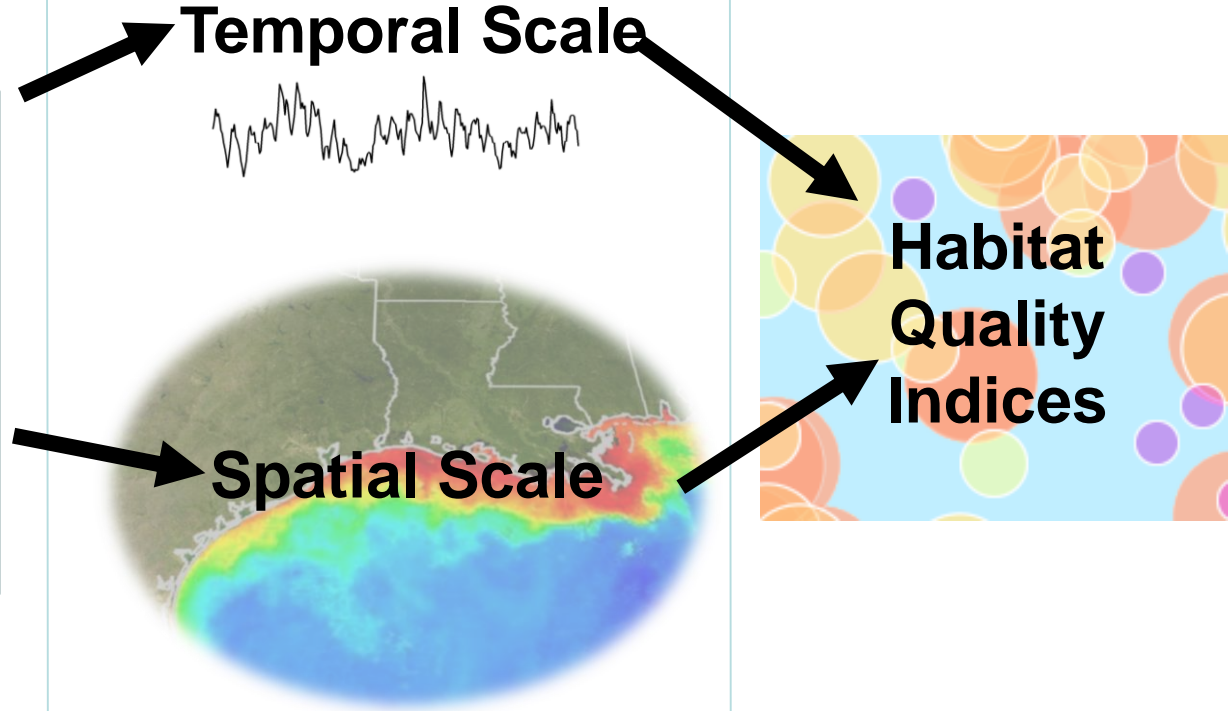 Temporal Scale
Habitat
Quality
Indices
Spatial Scale